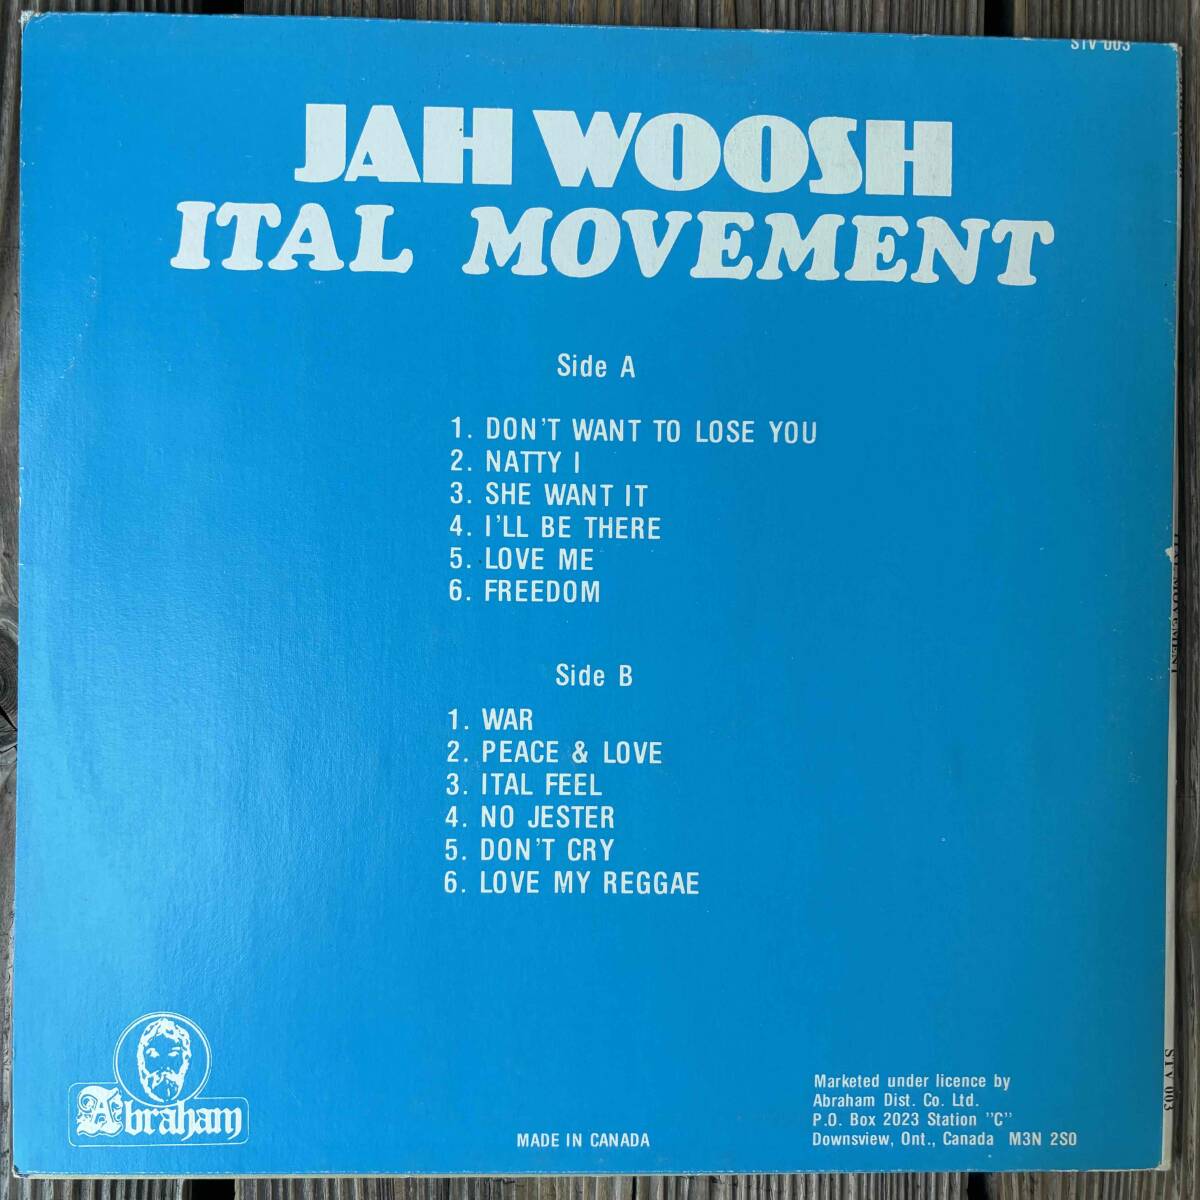 STV 003
JAH WOOSH
ITAL MOVEMENT
Side A
1. DON'T WANT TO LOSE YOU
2. NATTY I
3. SHE WANT IT
4. I'LL BE THERE
5. LOVE ME
6. FREEDOM
Side B
1. WAR
2. PEACE & LOVE
3. ITAL FEEL
4. NO JESTER
5. DON'T CRY
6. LOVE MY REGGAE
Abraham
MADE IN CANADA
Marketed under licence by
Abraham Dist. Co. Ltd.
P.O. Box 2023 Station "C"
Downsview, Ont., Canada M3N 2S0
ITAL MOVEMENT
STV 003